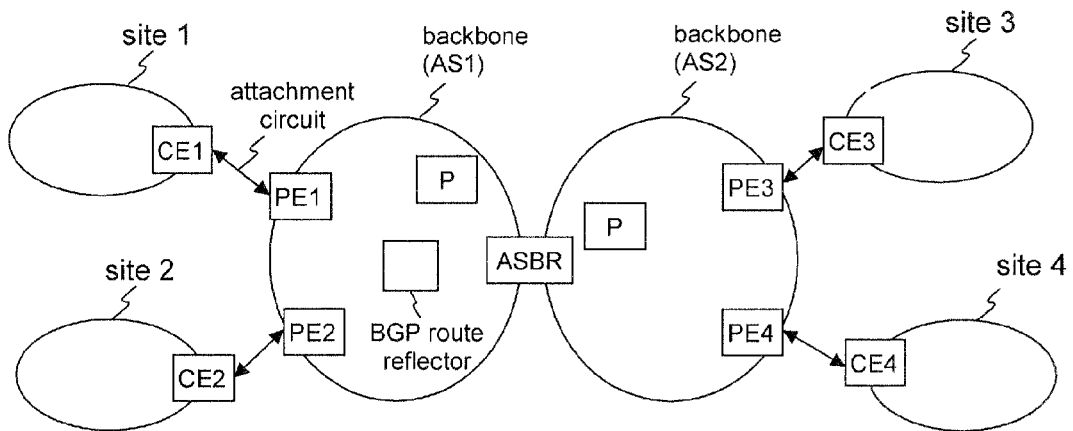 site 1
attachment
circuit
CE1
PE1
backbone
(AS1)
P
backbone
(AS2)
P
site 3
CE3
PE3
ASBR
site 2
CE2
PE2
BGP route
reflector
PE4
site 4
CE4